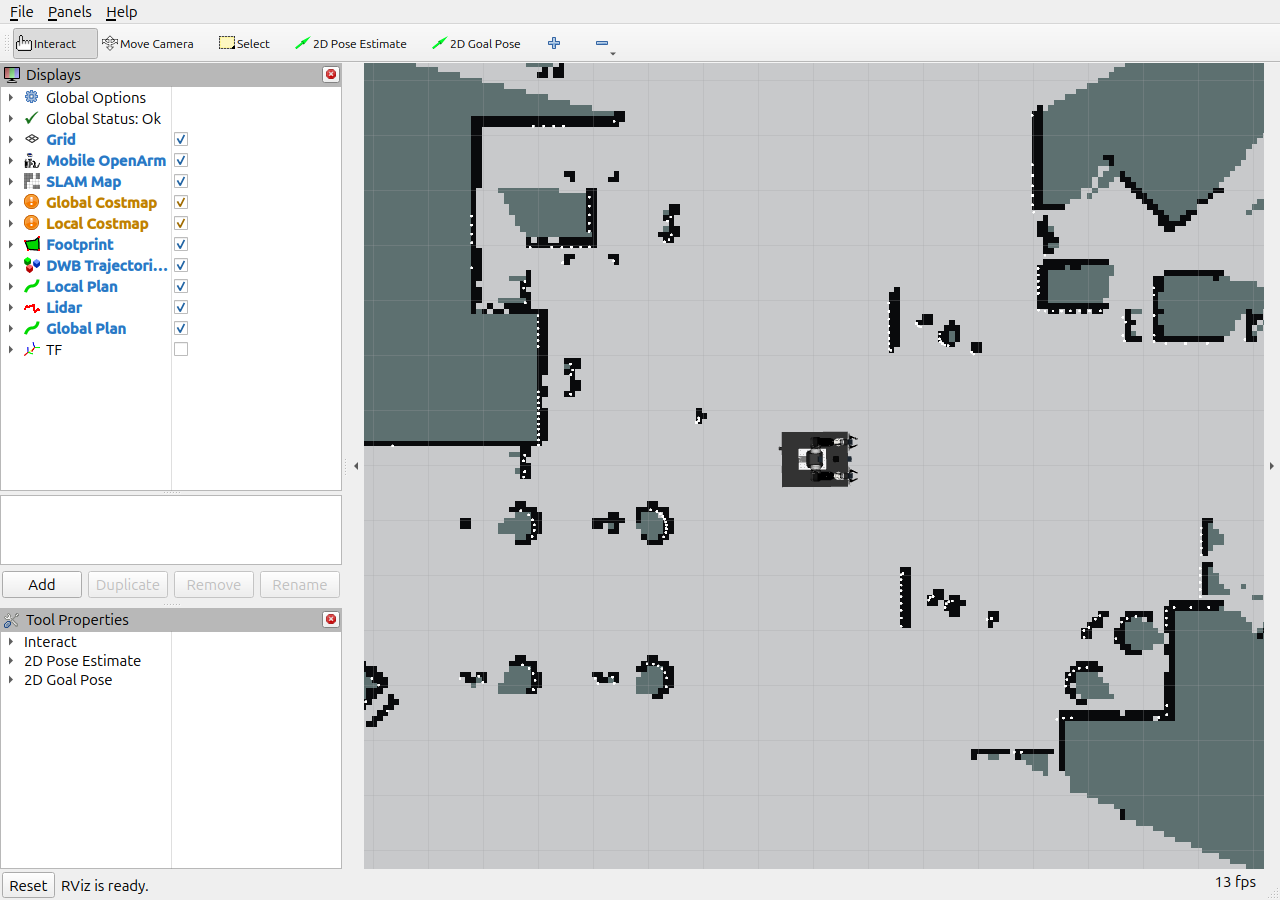 File Panels Help
Interact Move Camera Select 2D Pose Estimate 2D Goal Pose
Displays
Global Options
Global Status: Ok
Grid
Mobile OpenArm
SLAM Map
Global Costmap
Local Costmap
Footprint
DWB Trajectori...
Local Plan
Lidar
Global Plan
TF
Add Duplicate Remove Rename
Tool Properties
Interact
2D Pose Estimate
2D Goal Pose
Reset RViz is ready. 13 fps